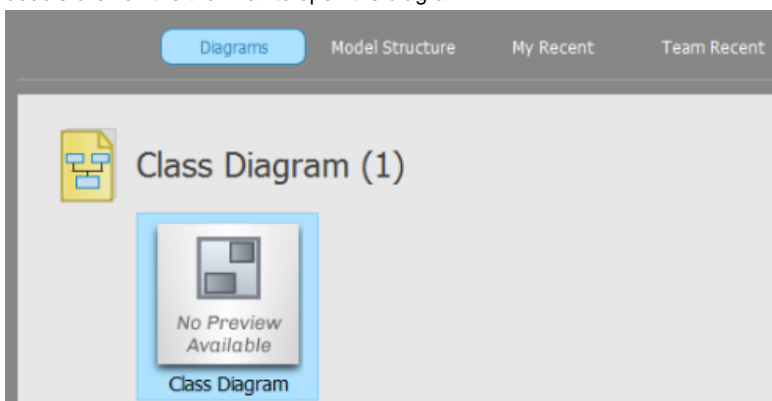 Diagrams Model Structure My Recent Team Recent
Class Diagram (1)
No Preview
Available
Class Diagram